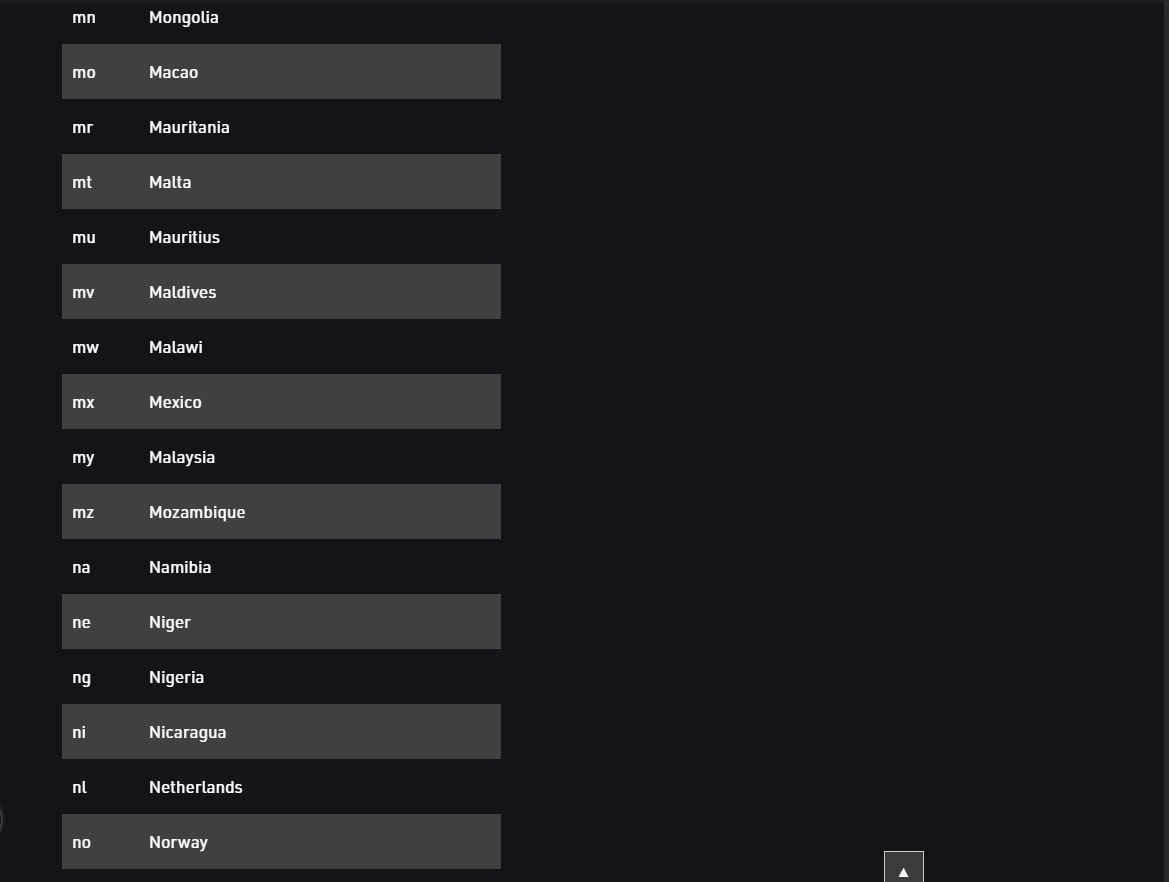 mn Mongolia
mo Macao
mr Mauritania
mt Malta
mu Mauritius
mv Maldives
mw Malawi
mx Mexico
my Malaysia
mz Mozambique
na Namibia
ne Niger
ng Nigeria
ni Nicaragua
nl Netherlands
no Norway
▲